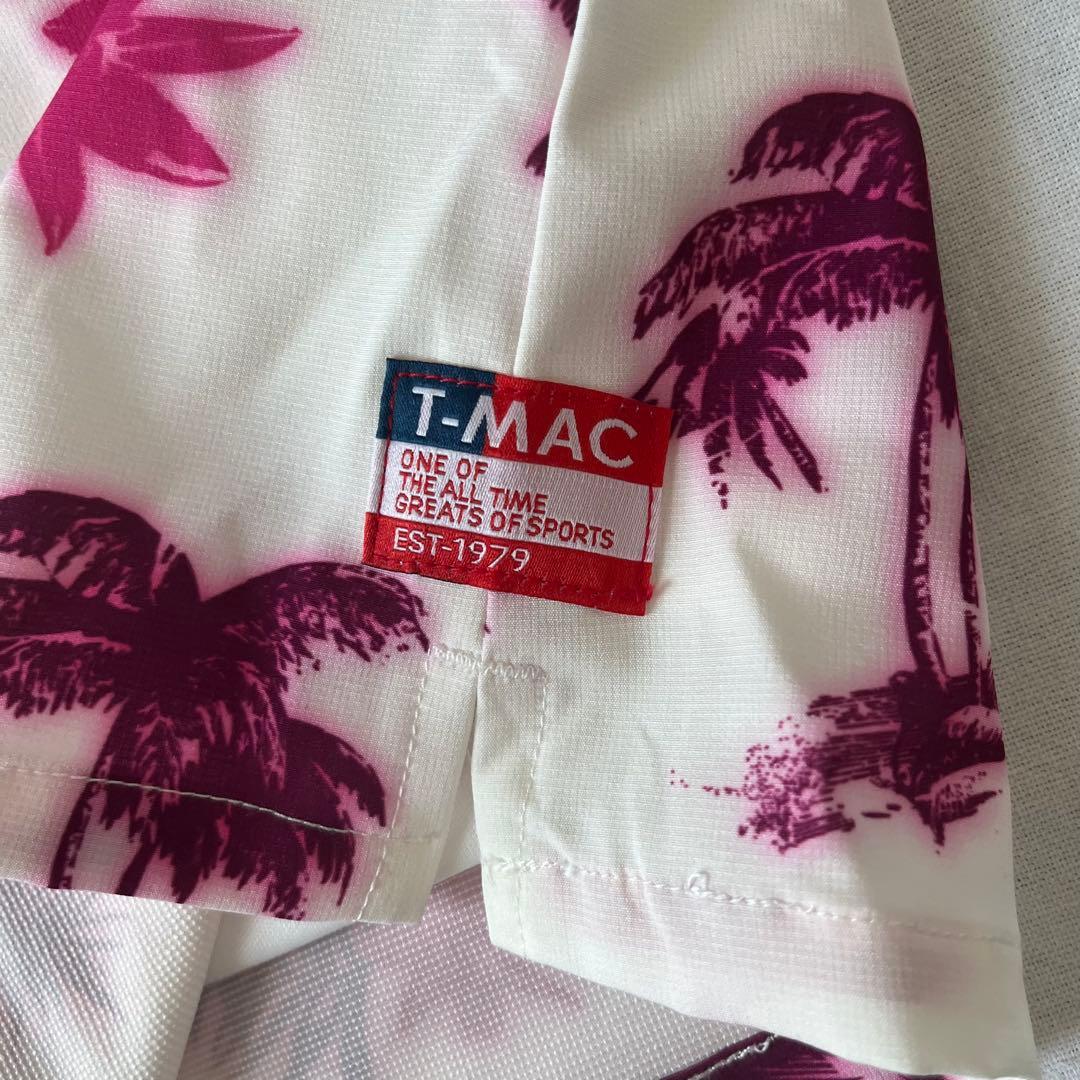 T-MAC
ONE OF
THE ALL TIME
GREATS OF SPORTS
EST-1979